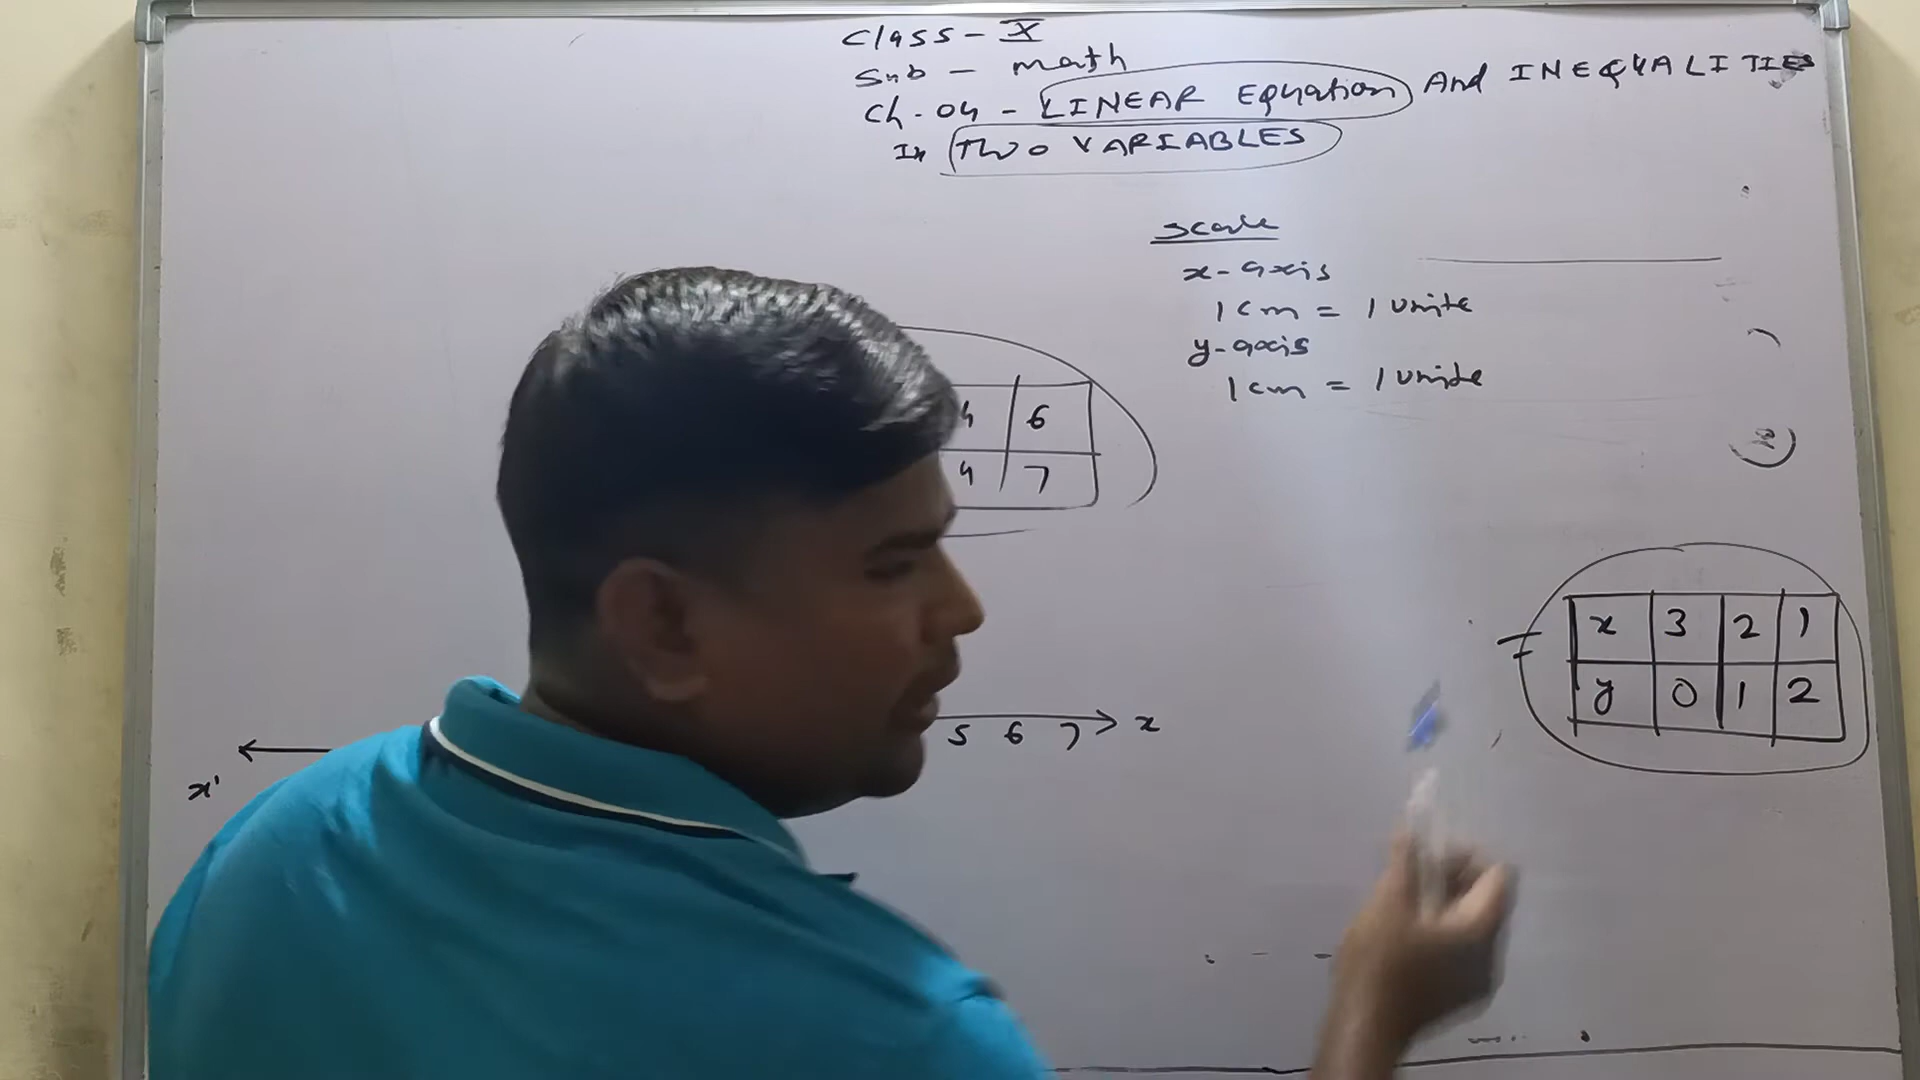 Class - X
Sub - math
Ch - 04 - LINEAR Equation And INEQUALITIES
In Two VARIABLES
Scale
x-axis
1 cm = 1 unite
y-axis
1 cm = 1 unite
4 6
4 7
x 3 2 1
y 0 1 2
x' 5 6 7 x